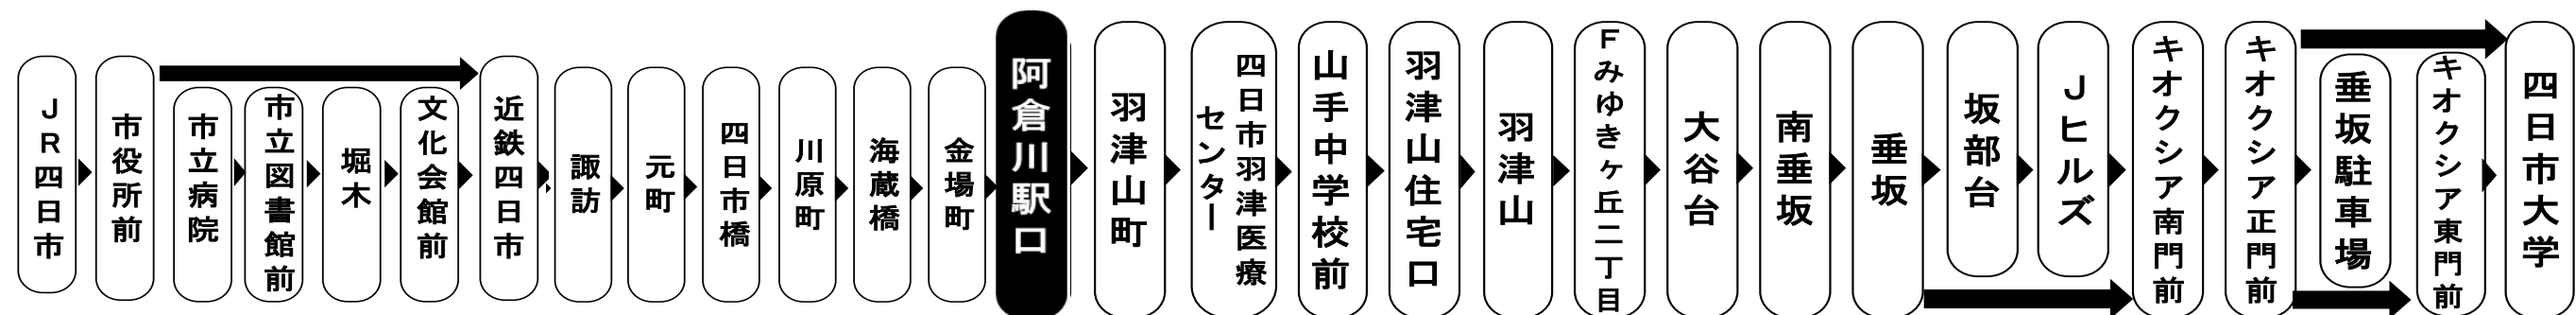 ＪＲ四日市
市役所前
市立病院
市立図書館前
堀木
文化会館前
近鉄四日市
諏訪
元町
四日市橋
川原町
海蔵橋
金場町
阿倉川駅口
羽津山町
四日市羽津医療
センター
山手中学校前
羽津山住宅口
羽津山
Ｆみゆきヶ丘二丁目
大谷台
南垂坂
垂坂
坂部台
Ｊヒルズ
キオクシア南門前
キオクシア正門前
垂坂駐車場
キオクシア東門前
四日市大学